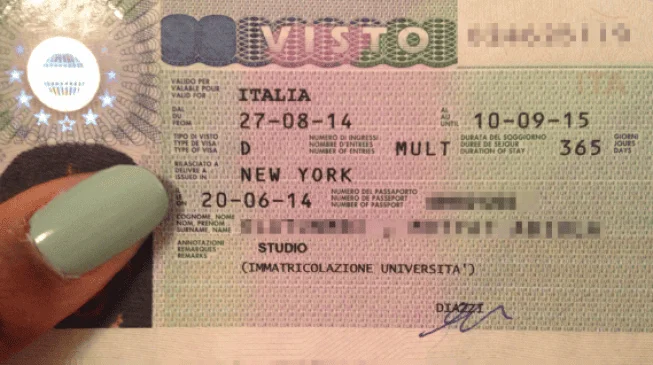 VISTO
VALIDO PER
VALABLE POUR
VALID FOR
ITALIA
DAL
DU
FROM
27-08-14
AL
AU
UNTIL
10-09-15
TIPO DI VISTO
TYPE DE VISA
TYPE OF VISA
D
NUMERO DI INGRESSI
NOMBRE D'ENTREES
NUMBER OF ENTRIES
MULT
DURATA DEL SOGGIORNO
DUREE DE SEJOUR
DURATION OF STAY
365
GIORNI
JOURS
DAYS
RILASCIATO A
DELIVRE A
ISSUED IN
NEW YORK
20-06-14
NUMERO DEL PASSAPORTO
NUMERO DE PASSEPORT
NUMBER OF PASSPORT
COGNOME, NOME
NOM, PRENOM
SURNAME, NAME
ANNOTAZIONI
REMARQUES
REMARKS
STUDIO
(IMMATRICOLAZIONE UNIVERSITA')